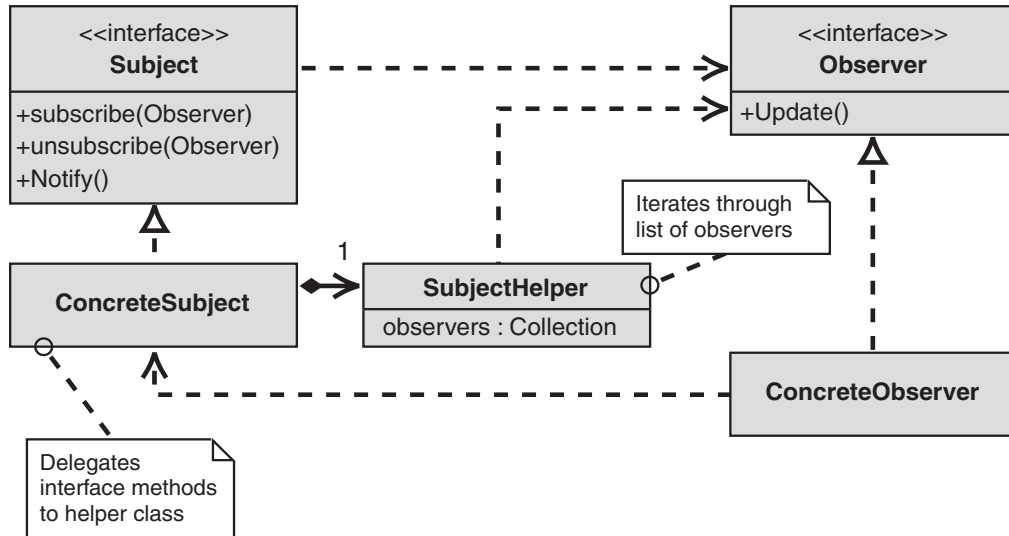 <<interface>>
Subject
+subscribe(Observer)
+unsubscribe(Observer)
+Notify()
<<interface>>
Observer
+Update()
Iterates through
list of observers
ConcreteSubject
1
SubjectHelper
observers : Collection
ConcreteObserver
Delegates
interface methods
to helper class